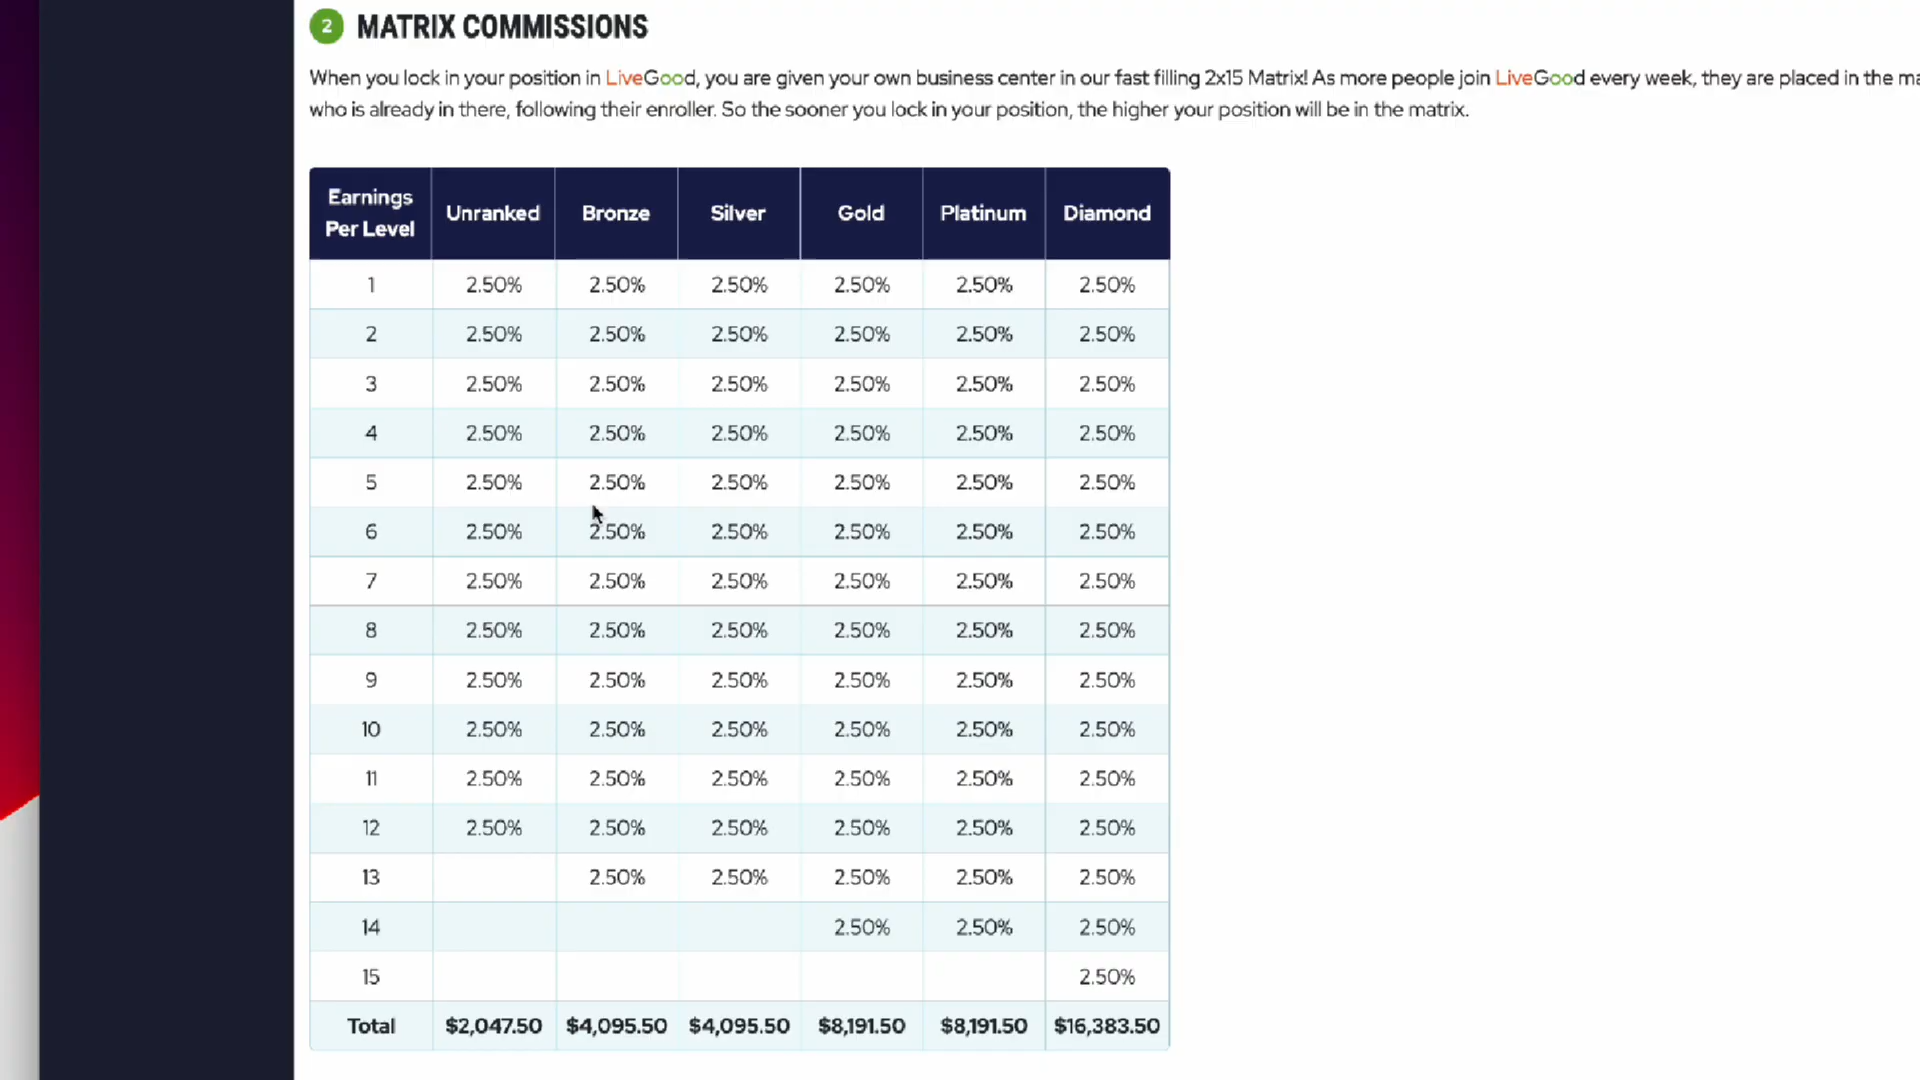 2 MATRIX COMMISSIONS
When you lock in your position in LiveGood, you are given your own business center in our fast filling 2x15 Matrix! As more people join LiveGood every week, they are placed in the
who is already in there, following their enroller. So the sooner you lock in your position, the higher your position will be in the matrix.
Earnings Per Level Unranked Bronze Silver Gold Platinum Diamond
1 2.50% 2.50% 2.50% 2.50% 2.50% 2.50%
2 2.50% 2.50% 2.50% 2.50% 2.50% 2.50%
3 2.50% 2.50% 2.50% 2.50% 2.50% 2.50%
4 2.50% 2.50% 2.50% 2.50% 2.50% 2.50%
5 2.50% 2.50% 2.50% 2.50% 2.50% 2.50%
6 2.50% 2.50% 2.50% 2.50% 2.50% 2.50%
7 2.50% 2.50% 2.50% 2.50% 2.50% 2.50%
8 2.50% 2.50% 2.50% 2.50% 2.50% 2.50%
9 2.50% 2.50% 2.50% 2.50% 2.50% 2.50%
10 2.50% 2.50% 2.50% 2.50% 2.50% 2.50%
11 2.50% 2.50% 2.50% 2.50% 2.50% 2.50%
12 2.50% 2.50% 2.50% 2.50% 2.50% 2.50%
13 2.50% 2.50% 2.50% 2.50% 2.50%
14 2.50% 2.50% 2.50%
15 2.50%
Total $2,047.50 $4,095.50 $4,095.50 $8,191.50 $8,191.50 $16,383.50